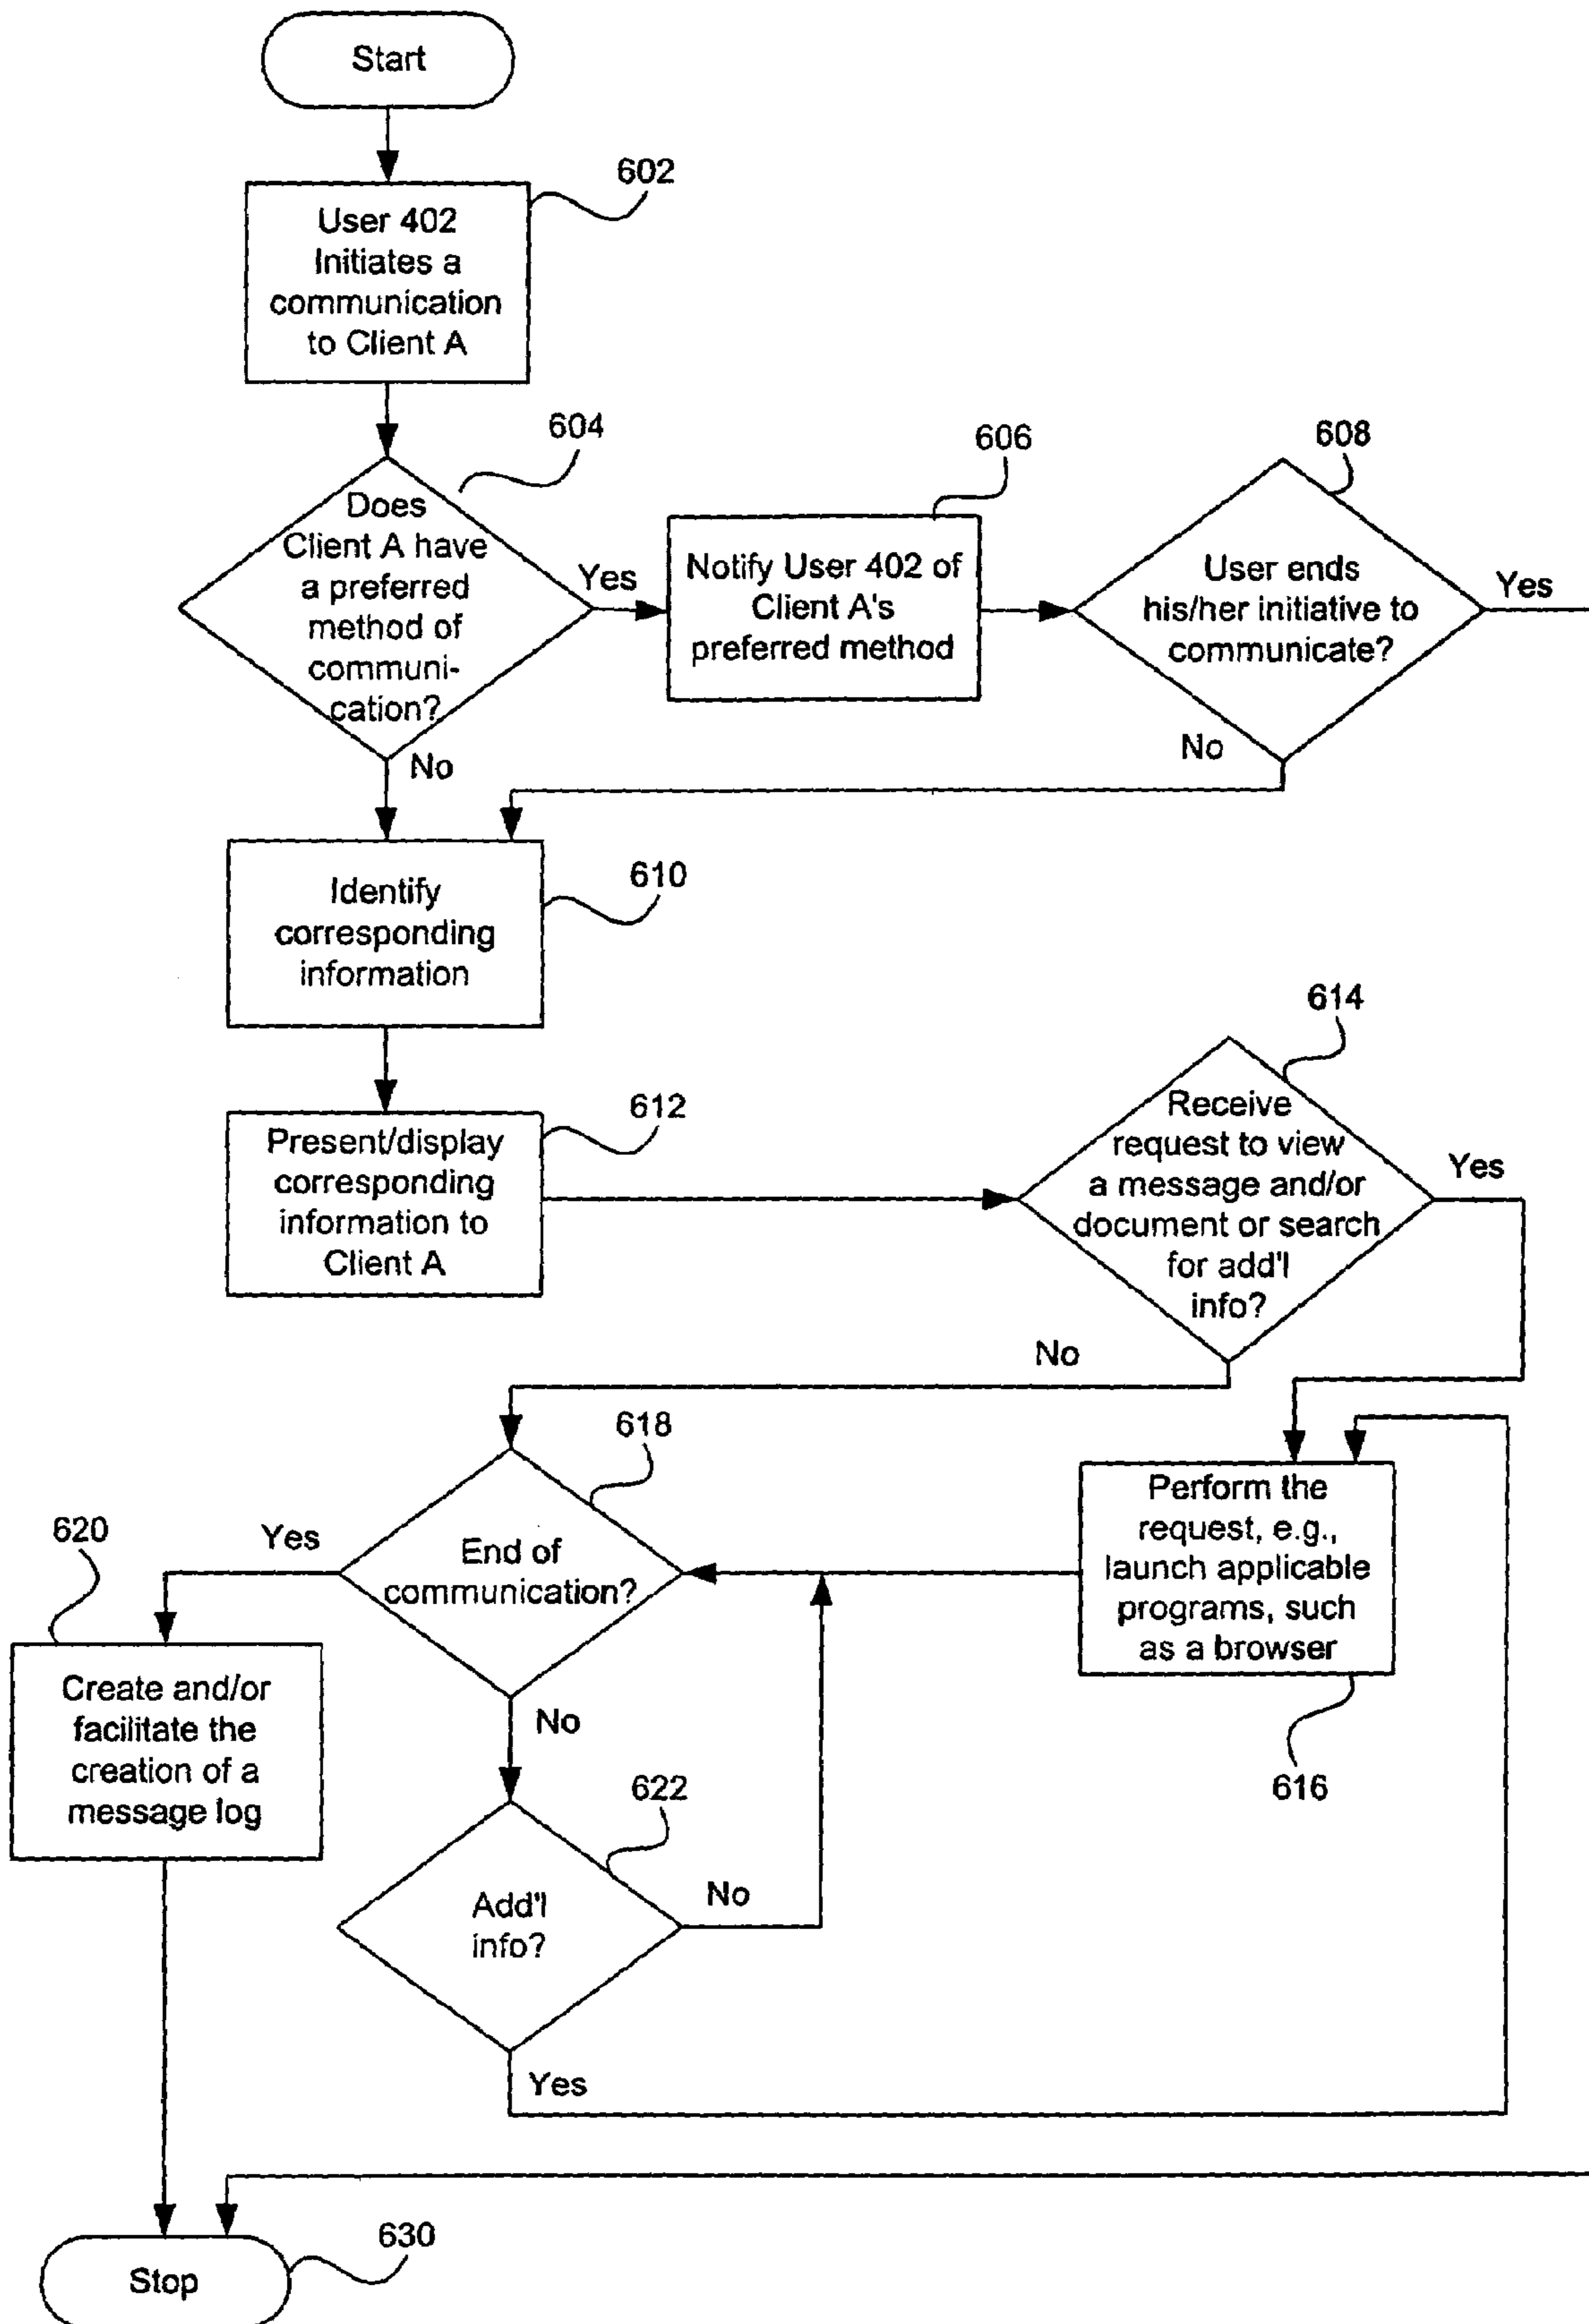 Start
602
User 402
Initiates a
communication
to Client A
604
Does
Client A have
a preferred
method of
communi-
cation?
Yes
No
606
Notify User 402 of
Client A's
preferred method
608
User ends
his/her initiative to
communicate?
Yes
No
610
Identify
corresponding
information
612
Present/display
corresponding
information to
Client A
614
Receive
request to view
a message and/or
document or search
for add'l
info?
Yes
No
618
End of
communication?
Yes
No
616
Perform the
request, e.g.,
launch applicable
programs, such
as a browser
620
Create and/or
facilitate the
creation of a
message log
622
Add'l
info?
No
Yes
630
Stop